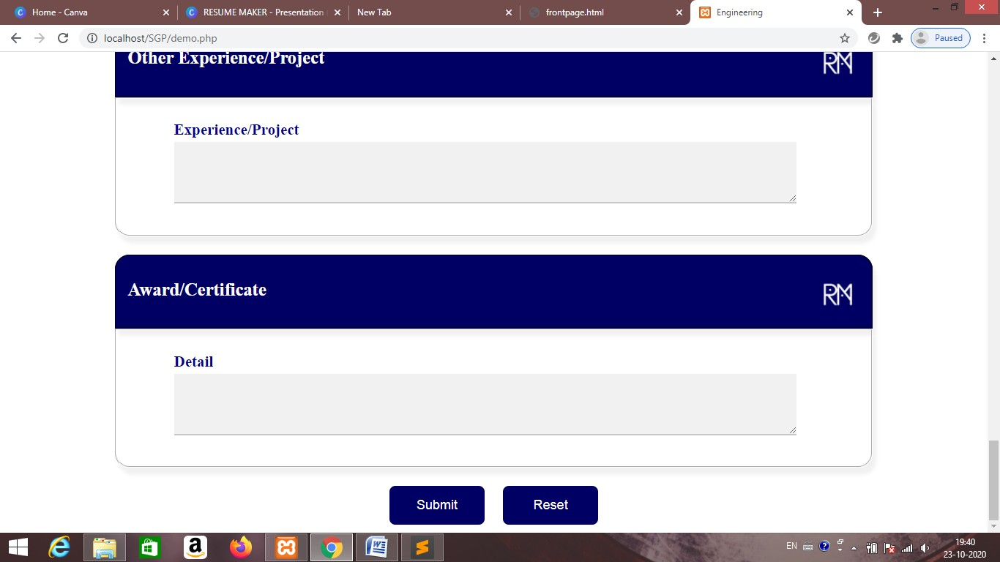 Home - Canva
RESUME MAKER - Presentation
New Tab
frontpage.html
Engineering
localhost/SGP/demo.php
Paused
Other Experience/Project
RM
Experience/Project
Award/Certificate
RM
Detail
Submit
Reset
EN
19:40
23-10-2020